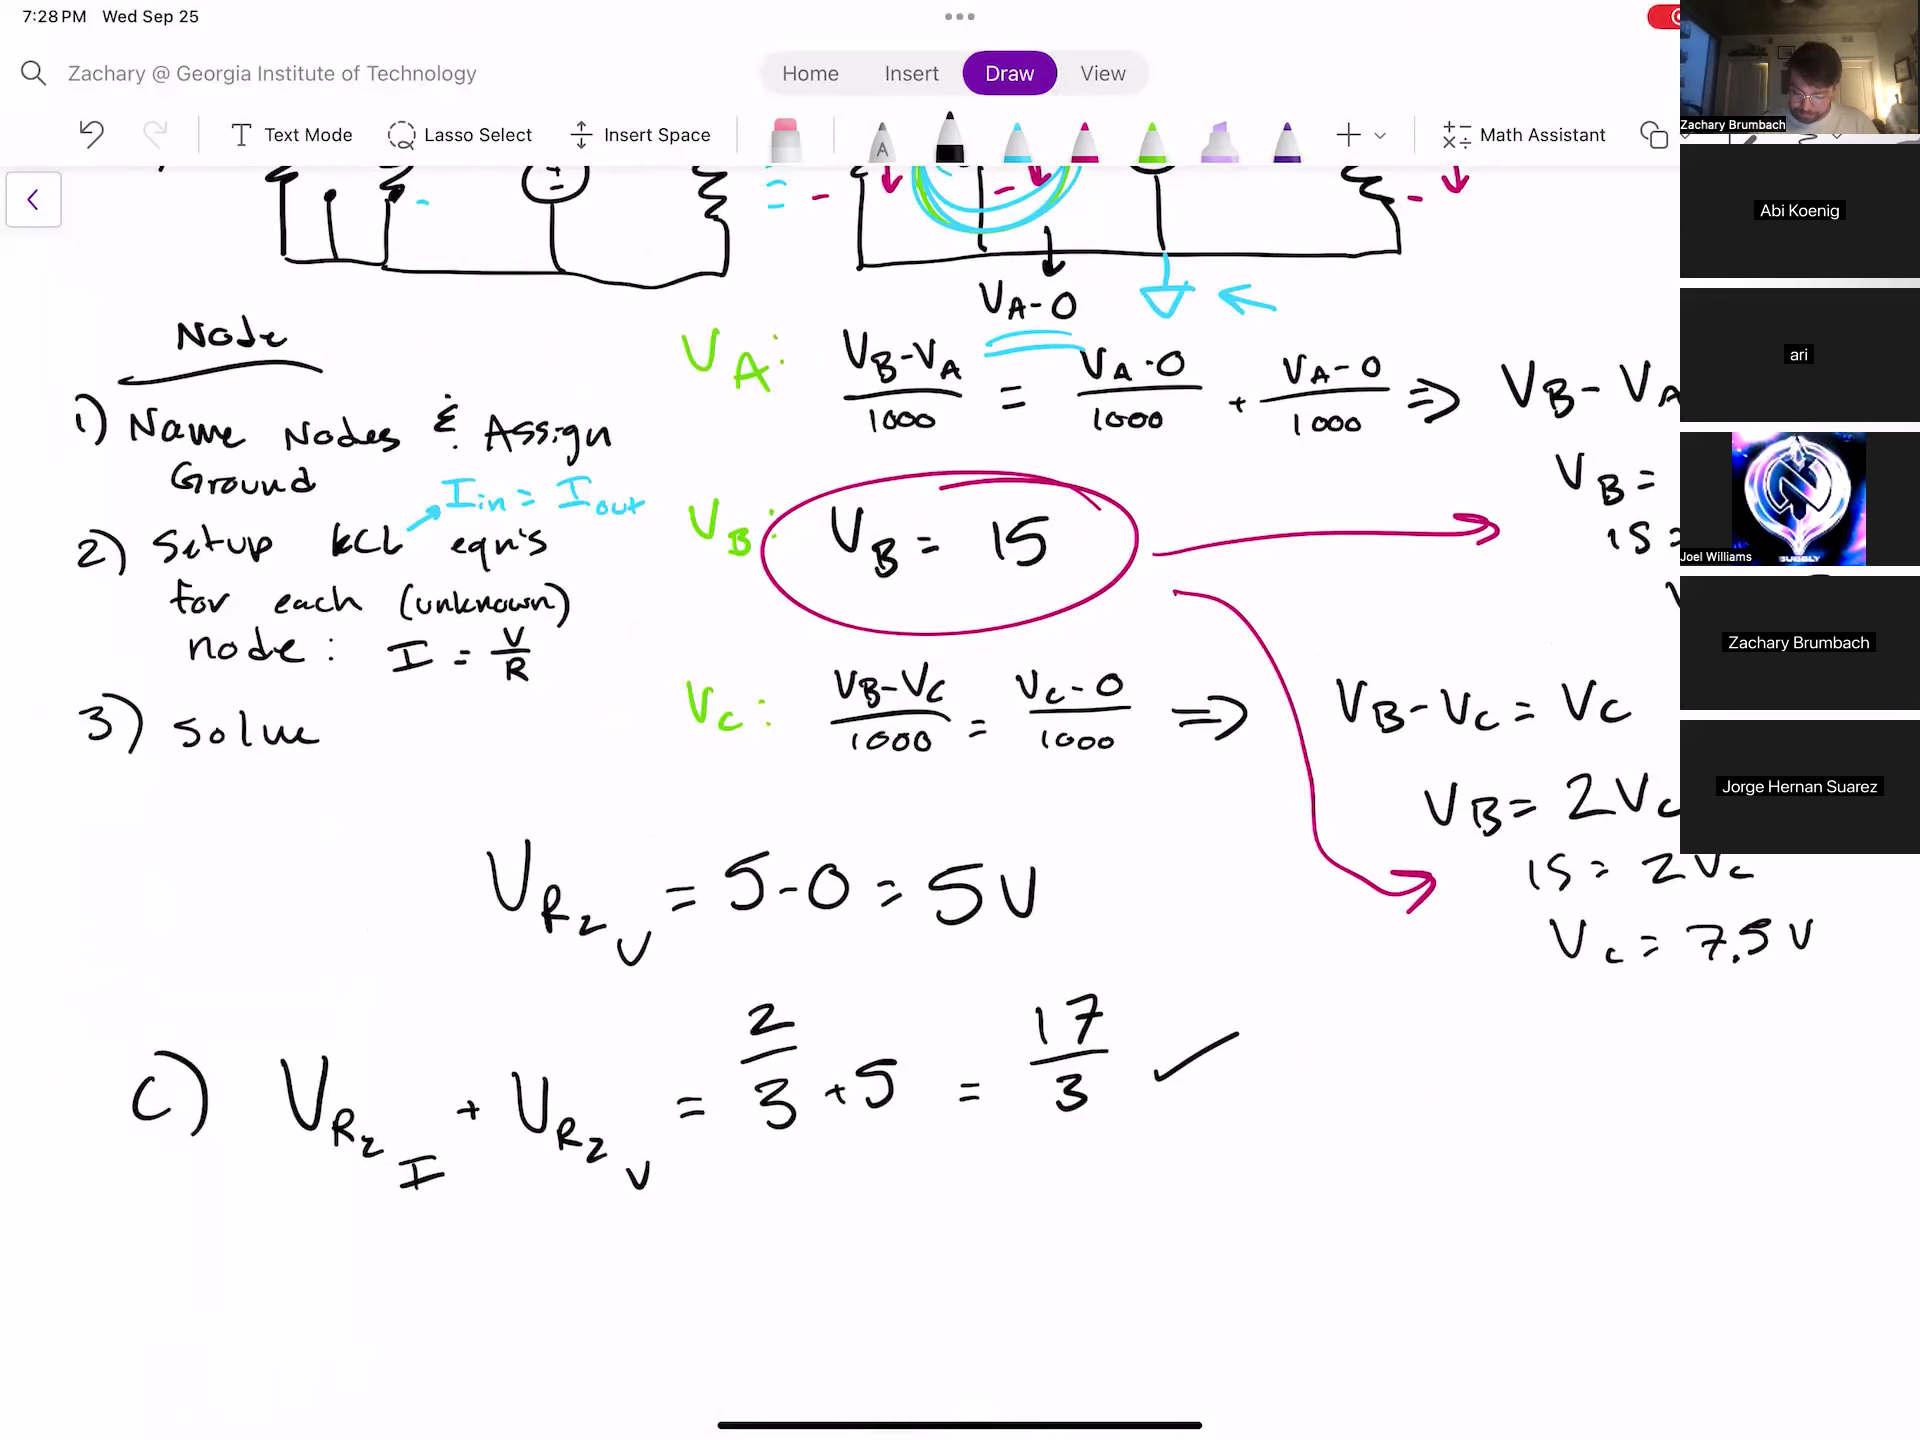 7:28 PM Wed Sep 25
Zachary @ Georgia Institute of Technology
Home Insert Draw View
Text Mode Lasso Select Insert Space A Math Assistant
Zachary Brumbach
Abi Koenig
ari
Joel Williams
Zachary Brumbach
Jorge Hernan Suarez
Node
1) Name Nodes & Assign
Ground
Iin = Iout
2) Setup KCL eqn's
for each (unknown)
node: I = V/R
3) solve
VA-0
VA: (VB-VA)/1000 = (VA-0)/1000 + (VA-0)/1000 => VB - VA
VB =
15 =
VB: VB = 15
VC: (VB-VC)/1000 = (VC-0)/1000 => VB-VC = VC
VB = 2VC
15 = 2VC
VC = 7.5 V
VR2V = 5-0 = 5V
C) VR2I + VR2V = 2/3 + 5 = 17/3 ✓